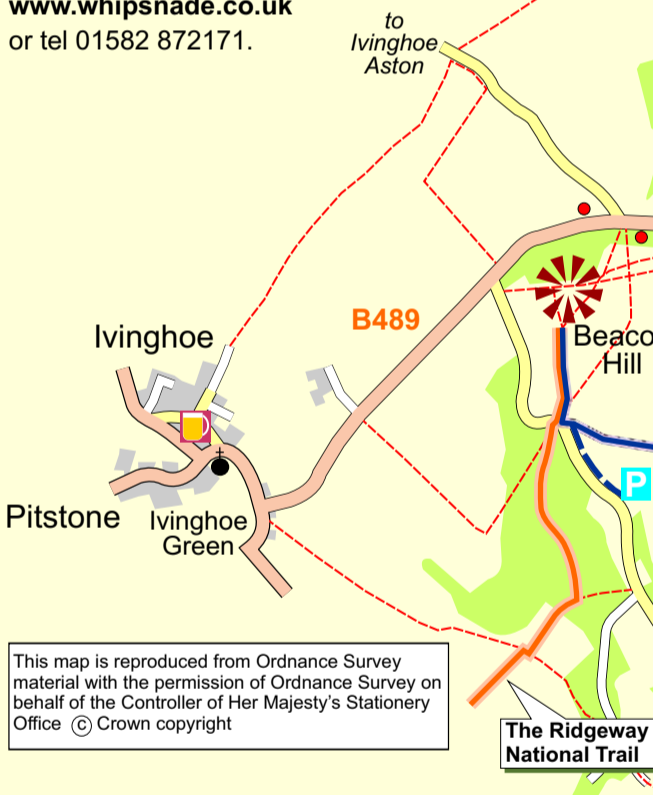 www.whipsnade.co.uk
or tel 01582 872171.
to
Ivinghoe
Aston
B489
Ivinghoe
Beaco
Hill
P
Pitstone
Ivinghoe
Green
This map is reproduced from Ordnance Survey
material with the permission of Ordnance Survey on
behalf of the Controller of Her Majesty's Stationery
Office © Crown copyright
The Ridgeway
National Trail